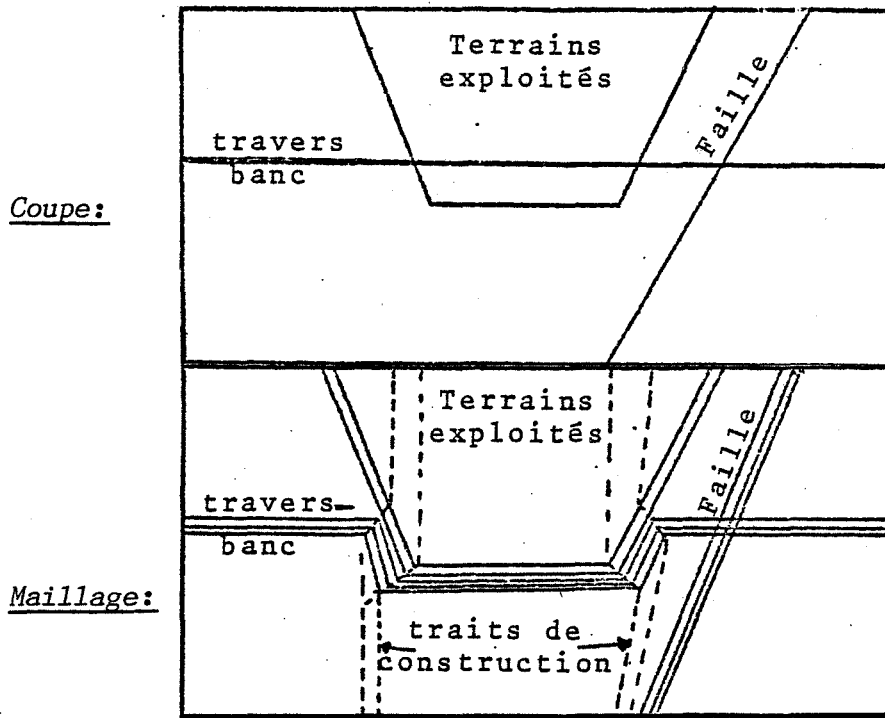 Terrains
exploités
Faille
travers
banc
Coupe:
Terrains
exploités
Faille
travers-
banc
Maillage:
traits de
construction